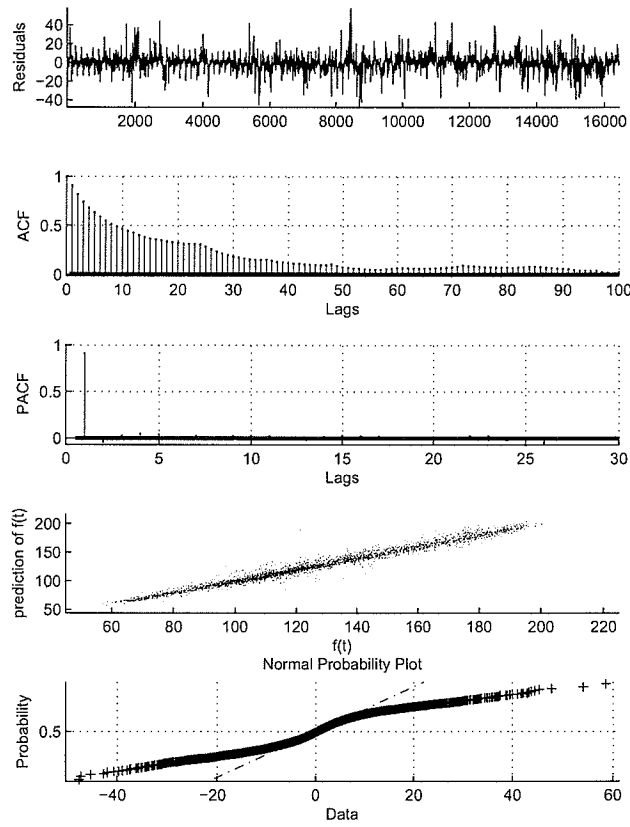 Residuals
40
20
0
−20
−40
2000 4000 6000 8000 10000 12000 14000 16000
ACF
1
0.5
0
0 10 20 30 40 50 60 70 80 90 100
Lags
PACF
1
0.5
0
0 5 10 15 20 25 30
Lags
prediction of f(t)
200
150
100
50
60 80 100 120 140 160 180 200 220
f(t)
Normal Probability Plot
Probability
0.5
−40 −20 0 20 40 60
Data